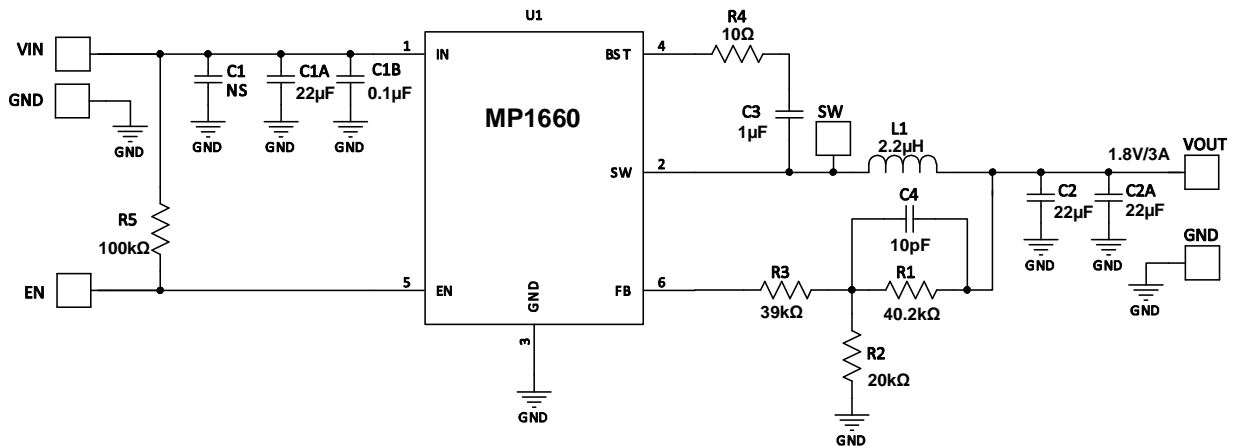 U1
VIN
GND
GND
C1
NS
GND
C1A
22µF
GND
C1B
0.1µF
GND
R5
100kΩ
EN
1
IN
5
EN
MP1660
GND
3
GND
BST
4
SW
2
FB
6
R4
10Ω
C3
1µF
SW
L1
2.2µH
1.8V/3A
VOUT
C4
10pF
R3
39kΩ
R1
40.2kΩ
R2
20kΩ
GND
C2
22µF
GND
C2A
22µF
GND
GND
GND